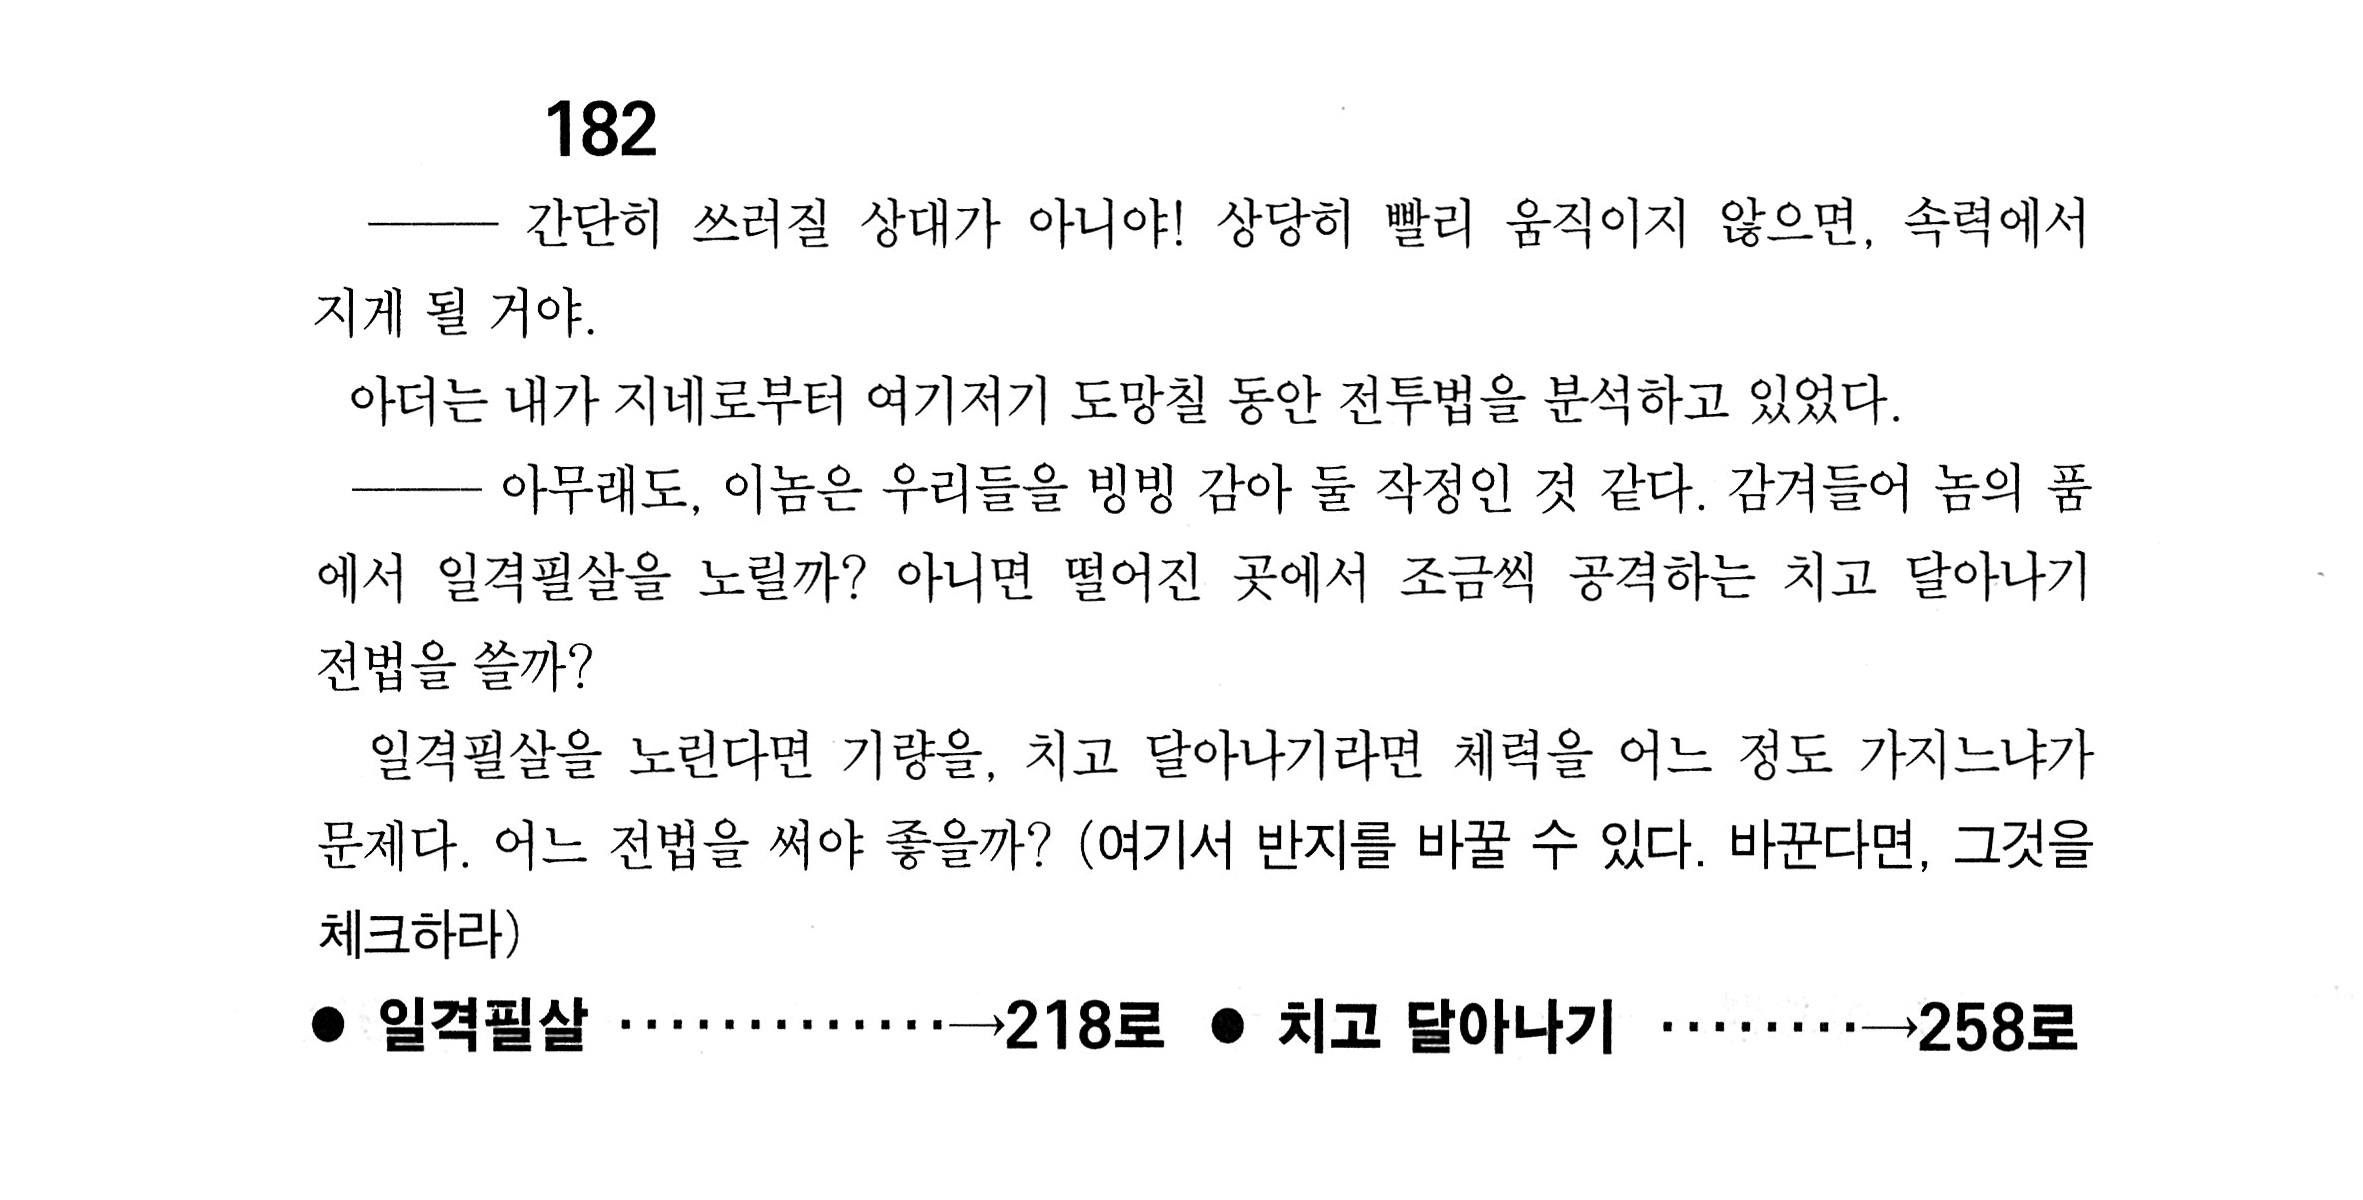 182
—— 간단히 쓰러질 상대가 아니야! 상당히 빨리 움직이지 않으면, 속력에서
지게 될 거야.
아더는 내가 지네로부터 여기저기 도망칠 동안 전투법을 분석하고 있었다.
—— 아무래도, 이놈은 우리들을 빙빙 감아 둘 작정인 것 같다. 감겨들어 놈의 품
에서 일격필살을 노릴까? 아니면 떨어진 곳에서 조금씩 공격하는 치고 달아나기
전법을 쓸까?
일격필살을 노린다면 기량을, 치고 달아나기라면 체력을 어느 정도 가지느냐가
문제다. 어느 전법을 써야 좋을까? (여기서 반지를 바꿀 수 있다. 바꾼다면, 그것을
체크하라)
● 일격필살 ·············→218로 ● 치고 달아나기 ········→258로